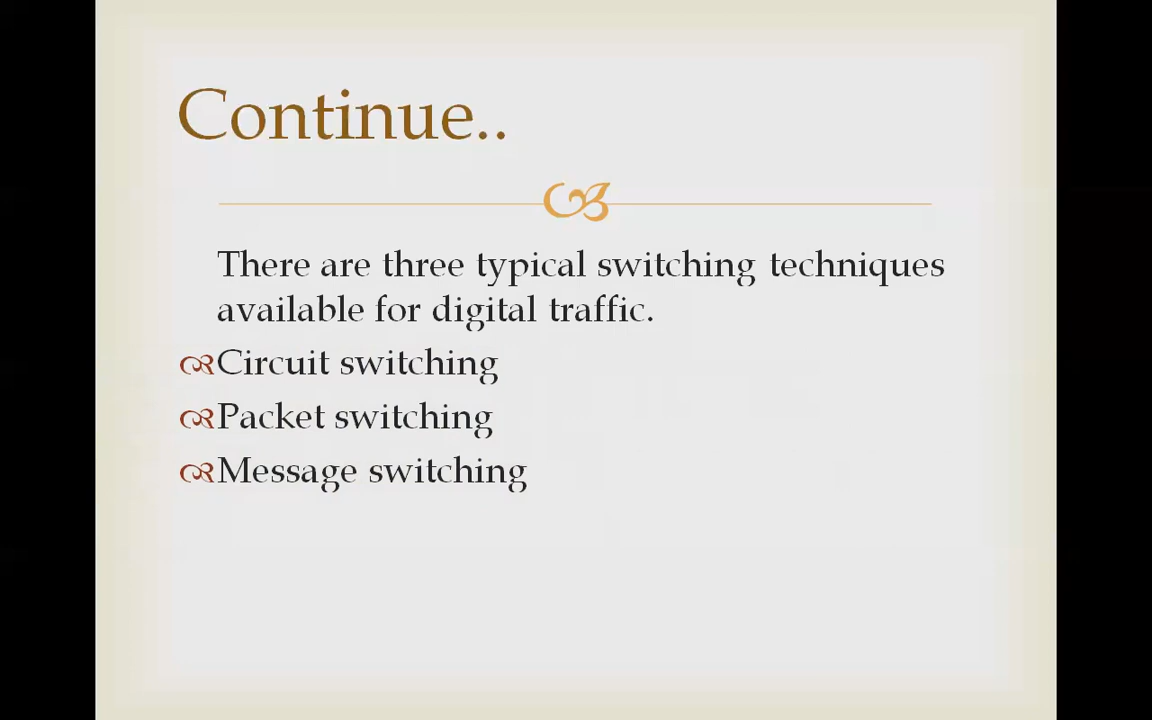 Continue..
There are three typical switching techniques
available for digital traffic.
Circuit switching
Packet switching
Message switching